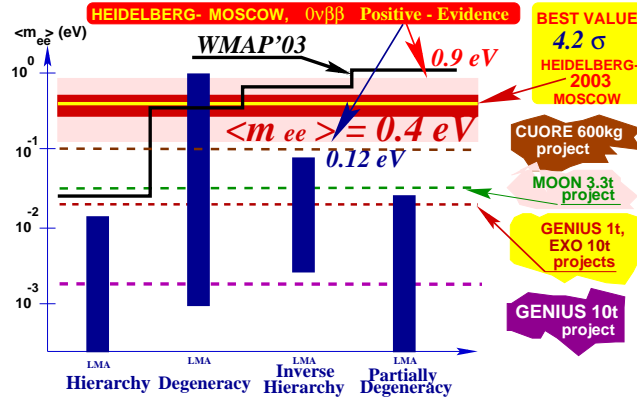 HEIDELBERG- MOSCOW, 0νββ Positive - Evidence
<m ee> (eV)
WMAP'03
0.9 eV
BEST VALUE
4.2 σ
HEIDELBERG-
2003
MOSCOW
10 0
<m ee > = 0.4 eV
10 -1
0.12 eV
CUORE 600kg
project
MOON 3.3t
project
10 -2
GENIUS 1t,
EXO 10t
projects
10 -3
GENIUS 10t
project
LMA LMA LMA LMA
Hierarchy Degeneracy Inverse Hierarchy Partially Degeneracy